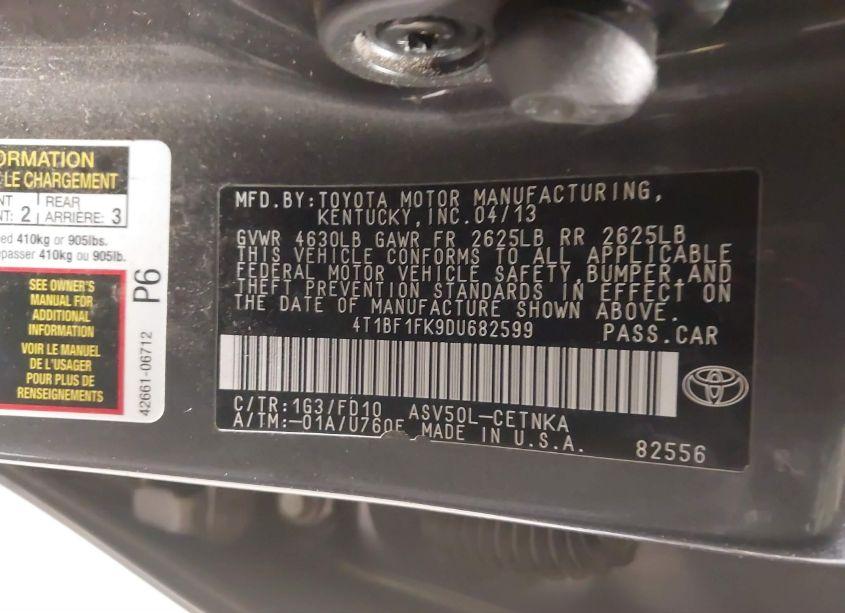 ORMATION
LE CHARGEMENT
NT REAR
NT: 2 ARRIÈRE: 3
ed 410kg or 905lbs.
passer 410kg ou 905lb.
SEE OWNER'S
MANUAL FOR
ADDITIONAL
INFORMATION
VOIR LE MANUEL
DE L'USAGER
POUR PLUS DE
RENSEIGNEMENTS
P6
42661-06712
MFD.BY:TOYOTA MOTOR MANUFACTURING,
KENTUCKY,INC.04/13
GVWR 4630LB GAWR FR 2625LB RR 2625LB
THIS VEHICLE CONFORMS TO ALL APPLICABLE
FEDERAL MOTOR VEHICLE SAFETY, BUMPER, AND
THEFT PREVENTION STANDARDS IN EFFECT ON
THE DATE OF MANUFACTURE SHOWN ABOVE.
4T1BF1FK9DU682599 PASS.CAR
C/TR:1G3/FD10 ASV50L-CETNKA
A/TM:-01A/U760E MADE IN U.S.A.
82556